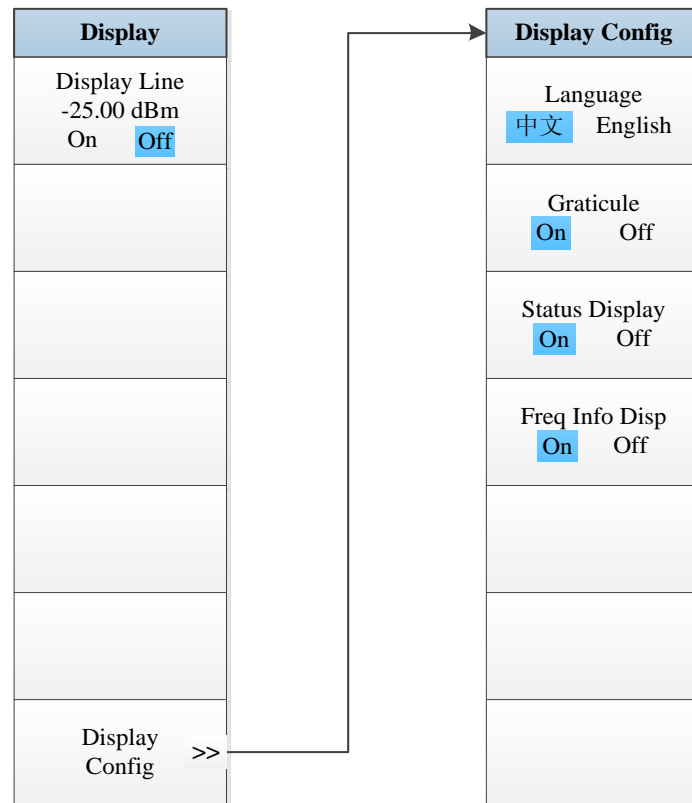 Display
Display Line
-25.00 dBm
On Off
Display
Config >>
Display Config
Language
中文 English
Graticule
On Off
Status Display
On Off
Freq Info Disp
On Off